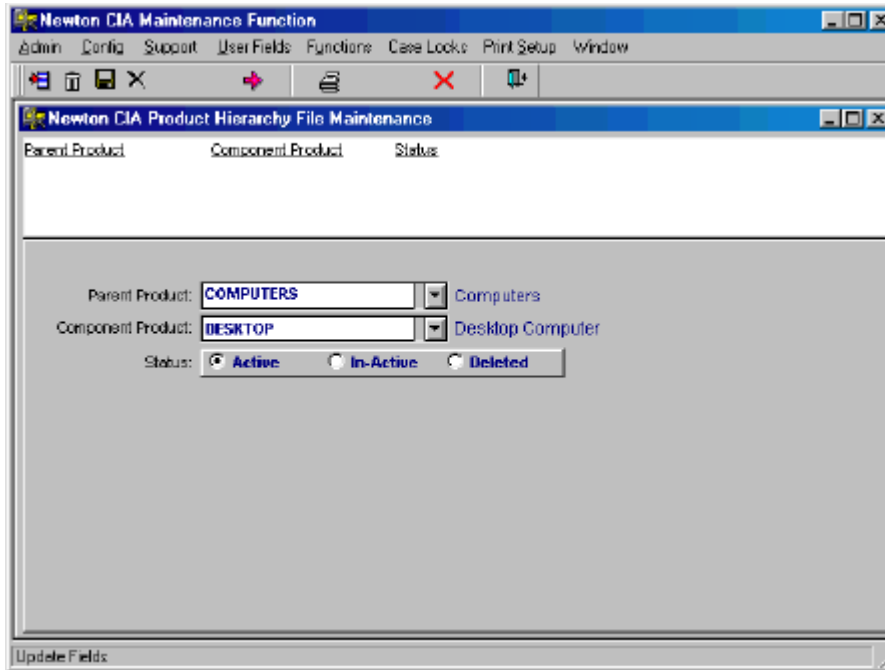 Newton CIA Maintenance Function
Admin Config Support User Fields Functions Case Locks Print Setup Window
Newton CIA Product Hierarchy File Maintenance
Parent Product Component Product Status
Parent Product: COMPUTERS Computers
Component Product: DESKTOP Desktop Computer
Status: Active In-Active Deleted
Update Fields